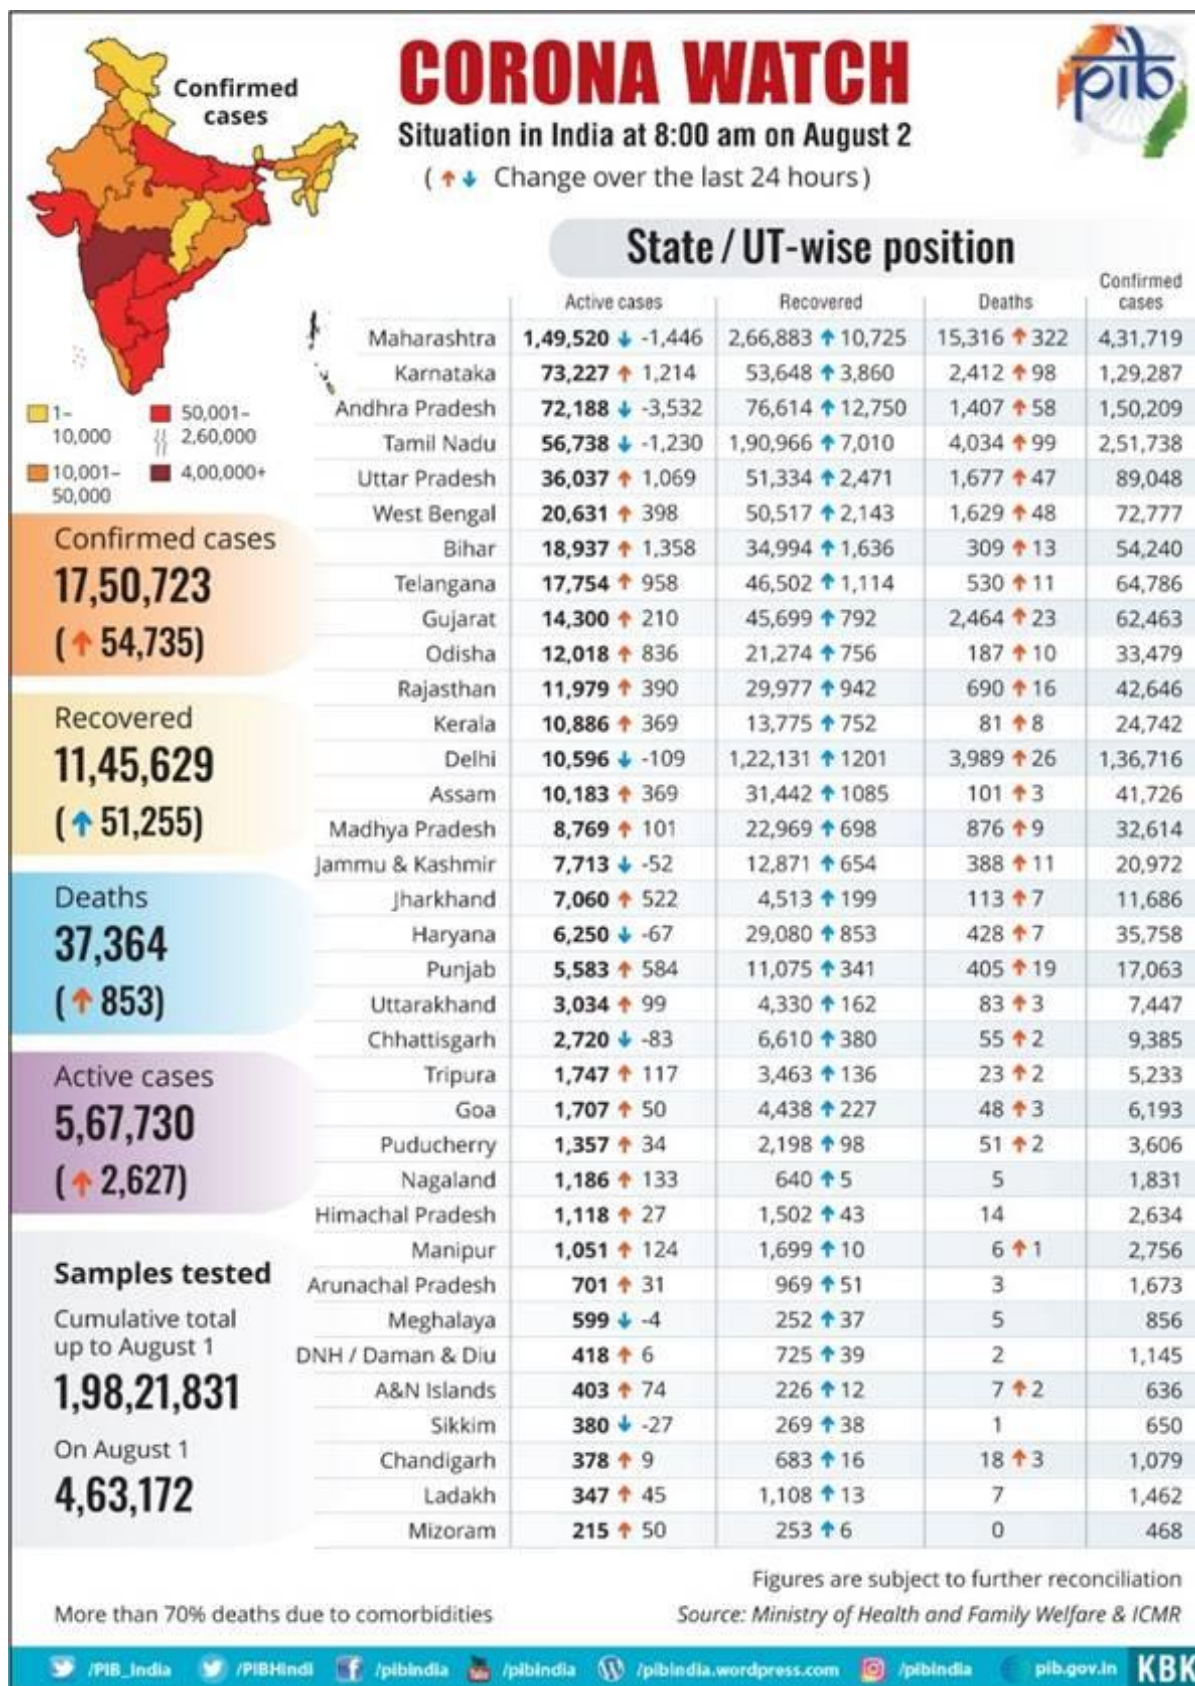 Confirmed
cases
CORONA WATCH
Situation in India at 8:00 am on August 2
( ↑ ↓ Change over the last 24 hours )
pib
1–
10,000
50,001–
2,60,000
10,001–
50,000
4,00,000+
Confirmed cases
17,50,723
( ↑ 54,735)
Recovered
11,45,629
( ↑ 51,255)
Deaths
37,364
( ↑ 853)
Active cases
5,67,730
( ↑ 2,627)
Samples tested
Cumulative total
up to August 1
1,98,21,831
On August 1
4,63,172
State / UT-wise position
Active cases Recovered Deaths Confirmed cases
Maharashtra 1,49,520 ↓ -1,446 2,66,883 ↑ 10,725 15,316 ↑ 322 4,31,719
Karnataka 73,227 ↑ 1,214 53,648 ↑ 3,860 2,412 ↑ 98 1,29,287
Andhra Pradesh 72,188 ↓ -3,532 76,614 ↑ 12,750 1,407 ↑ 58 1,50,209
Tamil Nadu 56,738 ↓ -1,230 1,90,966 ↑ 7,010 4,034 ↑ 99 2,51,738
Uttar Pradesh 36,037 ↑ 1,069 51,334 ↑ 2,471 1,677 ↑ 47 89,048
West Bengal 20,631 ↑ 398 50,517 ↑ 2,143 1,629 ↑ 48 72,777
Bihar 18,937 ↑ 1,358 34,994 ↑ 1,636 309 ↑ 13 54,240
Telangana 17,754 ↑ 958 46,502 ↑ 1,114 530 ↑ 11 64,786
Gujarat 14,300 ↑ 210 45,699 ↑ 792 2,464 ↑ 23 62,463
Odisha 12,018 ↑ 836 21,274 ↑ 756 187 ↑ 10 33,479
Rajasthan 11,979 ↑ 390 29,977 ↑ 942 690 ↑ 16 42,646
Kerala 10,886 ↑ 369 13,775 ↑ 752 81 ↑ 8 24,742
Delhi 10,596 ↓ -109 1,22,131 ↑ 1201 3,989 ↑ 26 1,36,716
Assam 10,183 ↑ 369 31,442 ↑ 1085 101 ↑ 3 41,726
Madhya Pradesh 8,769 ↑ 101 22,969 ↑ 698 876 ↑ 9 32,614
Jammu & Kashmir 7,713 ↓ -52 12,871 ↑ 654 388 ↑ 11 20,972
Jharkhand 7,060 ↑ 522 4,513 ↑ 199 113 ↑ 7 11,686
Haryana 6,250 ↓ -67 29,080 ↑ 853 428 ↑ 7 35,758
Punjab 5,583 ↑ 584 11,075 ↑ 341 405 ↑ 19 17,063
Uttarakhand 3,034 ↑ 99 4,330 ↑ 162 83 ↑ 3 7,447
Chhattisgarh 2,720 ↓ -83 6,610 ↑ 380 55 ↑ 2 9,385
Tripura 1,747 ↑ 117 3,463 ↑ 136 23 ↑ 2 5,233
Goa 1,707 ↑ 50 4,438 ↑ 227 48 ↑ 3 6,193
Puducherry 1,357 ↑ 34 2,198 ↑ 98 51 ↑ 2 3,606
Nagaland 1,186 ↑ 133 640 ↑ 5 5 1,831
Himachal Pradesh 1,118 ↑ 27 1,502 ↑ 43 14 2,634
Manipur 1,051 ↑ 124 1,699 ↑ 10 6 ↑ 1 2,756
Arunachal Pradesh 701 ↑ 31 969 ↑ 51 3 1,673
Meghalaya 599 ↓ -4 252 ↑ 37 5 856
DNH / Daman & Diu 418 ↑ 6 725 ↑ 39 2 1,145
A&N Islands 403 ↑ 74 226 ↑ 12 7 ↑ 2 636
Sikkim 380 ↓ -27 269 ↑ 38 1 650
Chandigarh 378 ↑ 9 683 ↑ 16 18 ↑ 3 1,079
Ladakh 347 ↑ 45 1,108 ↑ 13 7 1,462
Mizoram 215 ↑ 50 253 ↑ 6 0 468
Figures are subject to further reconciliation
More than 70% deaths due to comorbidities
Source: Ministry of Health and Family Welfare & ICMR
/PIB_India /PIBHindi /pibindia /pibindia /pibindia.wordpress.com /pibindia pib.gov.in KBK